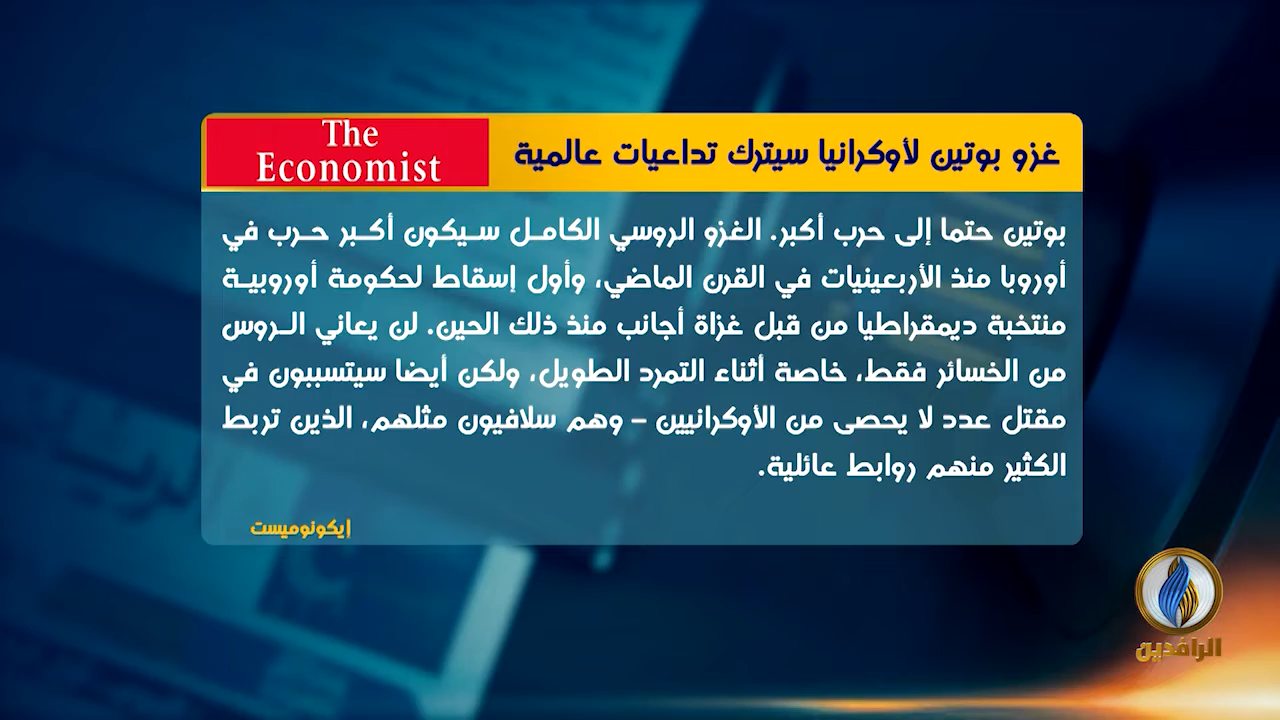 The
Economist
غزو بوتين لأوكرانيا سيترك تداعيات عالمية
بوتين حتما إلى حرب أكبر. الغزو الروسي الكامل سيكون أكبر حرب في
أوروبا منذ الأربعينيات في القرن الماضي، وأول إسقاط لحكومة أوروبية
منتخبة ديمقراطيا من قبل غزاة أجانب منذ ذلك الحين. لن يعاني الروس
من الخسائر فقط، خاصة أثناء التمرد الطويل، ولكن أيضا سيتسببون في
مقتل عدد لا يحصى من الأوكرانيين – وهم سلافيون مثلهم، الذين تربط
الكثير منهم روابط عائلية.
إيكونوميست
الرافدين